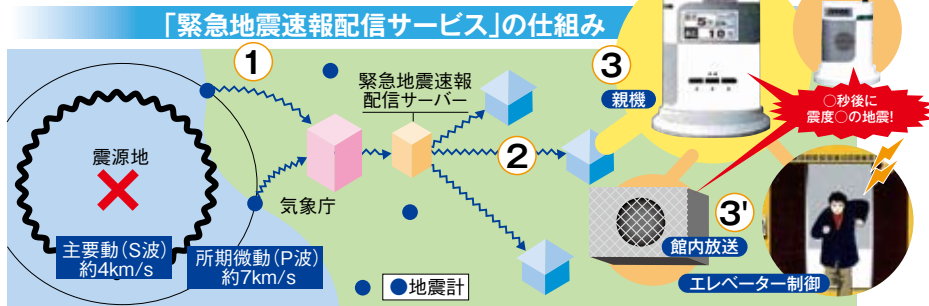 「緊急地震速報配信サービス」の仕組み
①
緊急地震速報
配信サーバー
③
親機
○秒後に
震度○の地震!
震源地
②
気象庁
③'
館内放送
主要動(S波)
約4km/s
所期微動(P波)
約7km/s
地震計
エレベーター制御